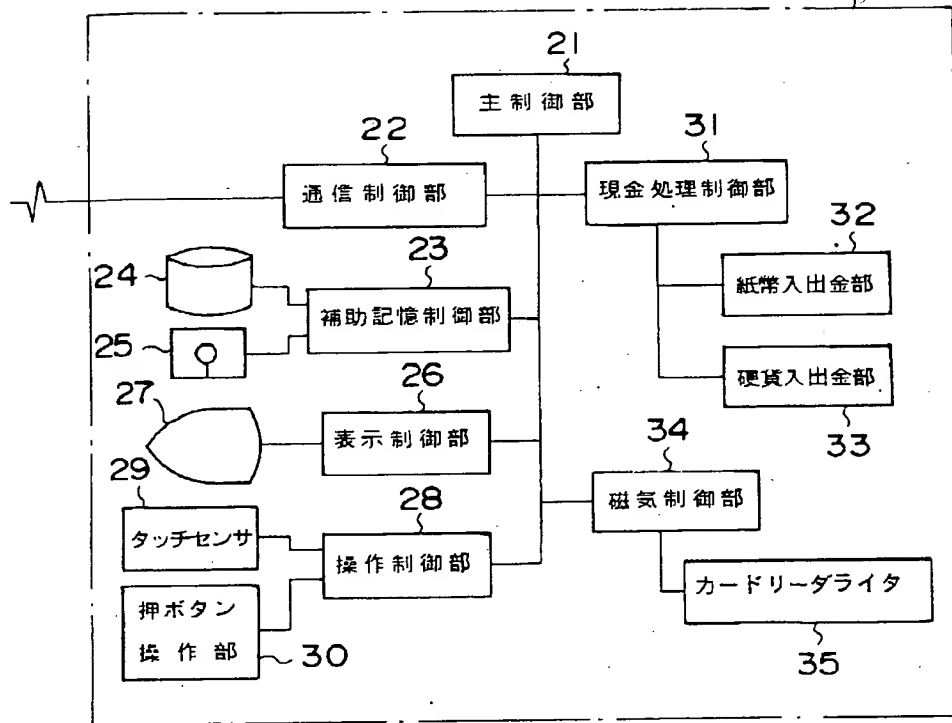 21
主制御部
22
通信制御部
31
現金処理制御部
32
紙幣入出金部
23
補助記憶制御部
24
25
硬貨入出金部
33
26
表示制御部
27
34
磁気制御部
28
操作制御部
29
タッチセンサ
押ボタン
操作部
30
カードリーダライタ
35